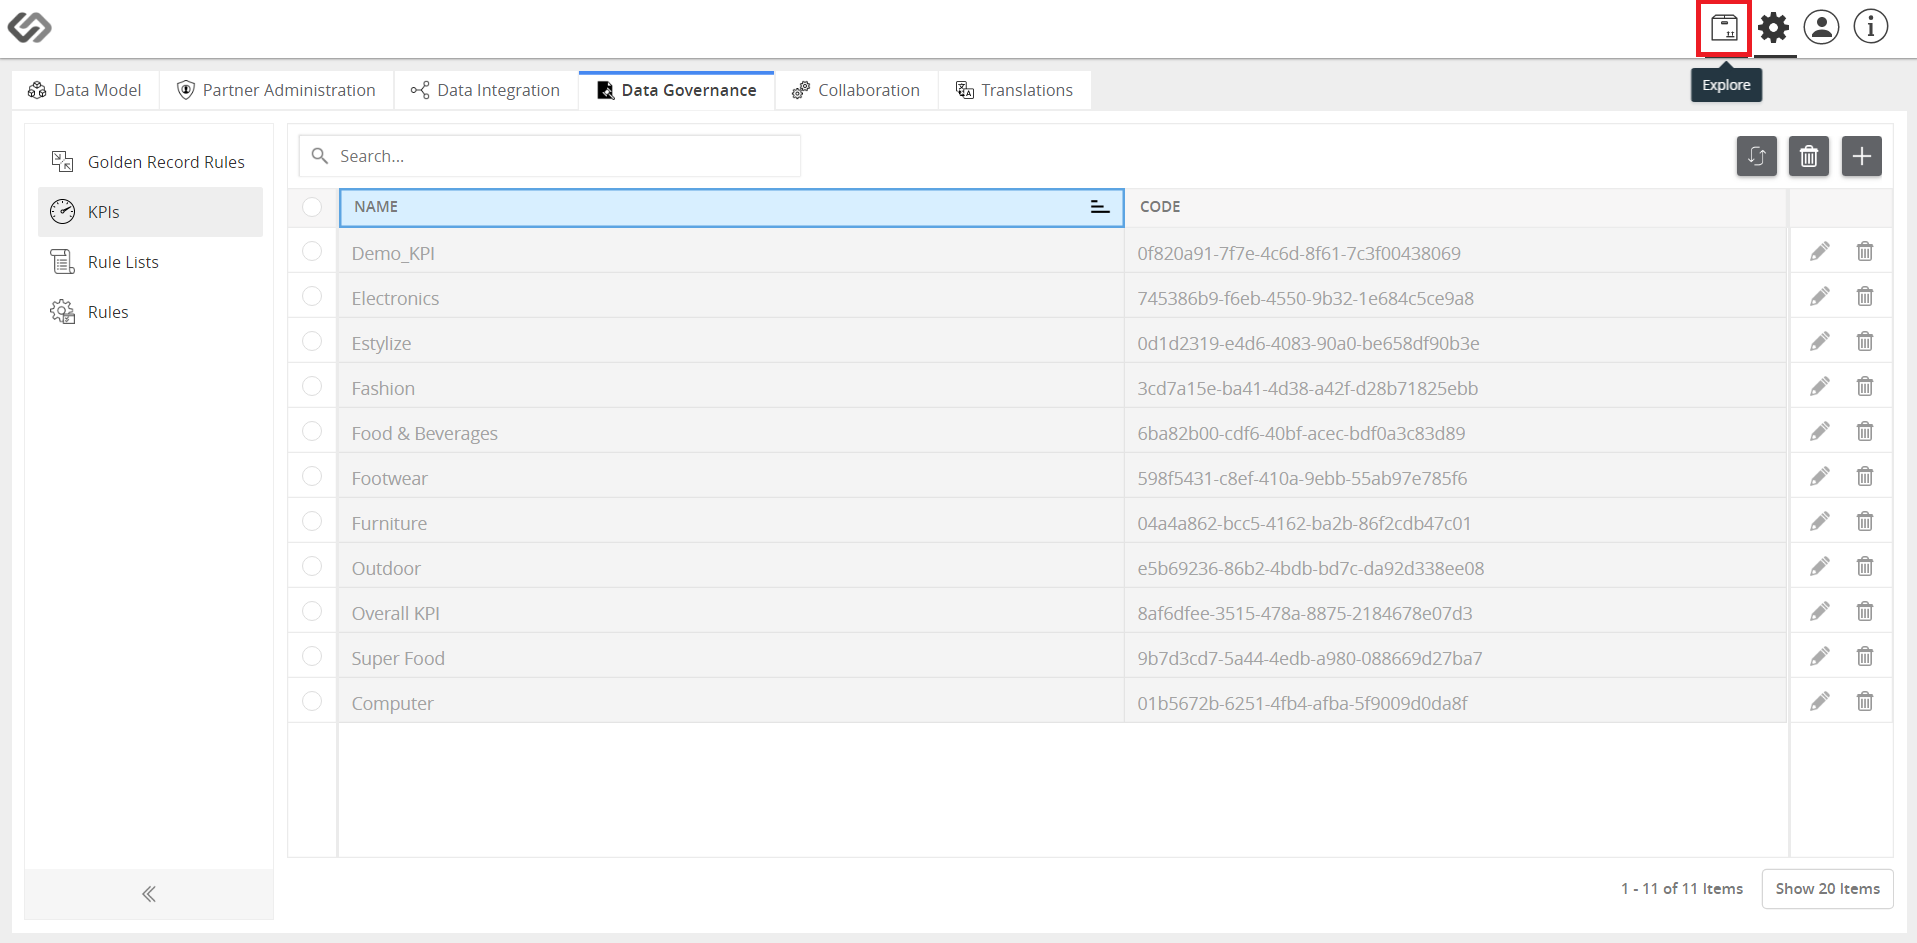 Explore
Data Model
Partner Administration
Data Integration
Data Governance
Collaboration
Translations
Golden Record Rules
KPIs
Rule Lists
Rules
Search...
NAME CODE
Demo_KPI 0f820a91-7f7e-4c6d-8f61-7c3f00438069
Electronics 745386b9-f6eb-4550-9b32-1e684c5ce9a8
Estylize 0d1d2319-e4d6-4083-90a0-be658df90b3e
Fashion 3cd7a15e-ba41-4d38-a42f-d28b71825ebb
Food & Beverages 6ba82b00-cdf6-40bf-acec-bdf0a3c83d89
Footwear 598f5431-c8ef-410a-9ebb-55ab97e785f6
Furniture 04a4a862-bcc5-4162-ba2b-86f2cdb47c01
Outdoor e5b69236-86b2-4bdb-bd7c-da92d338ee08
Overall KPI 8af6dfee-3515-478a-8875-2184678e07d3
Super Food 9b7d3cd7-5a44-4edb-a980-088669d27ba7
Computer 01b5672b-6251-4fb4-afba-5f9009d0da8f
1 - 11 of 11 Items
Show 20 Items